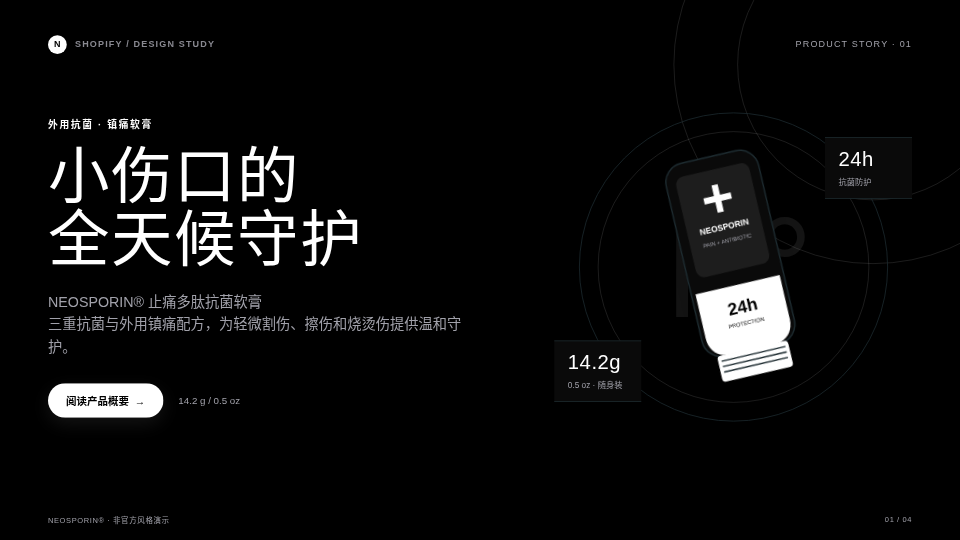 N SHOPIFY / DESIGN STUDY
PRODUCT STORY · 01
外用抗菌 · 镇痛软膏
小伤口的
全天候守护
NEOSPORIN® 止痛多肽抗菌软膏
三重抗菌与外用镇痛配方，为轻微割伤、擦伤和烧烫伤提供温和守
护。
阅读产品概要 →
14.2 g / 0.5 oz
24h
抗菌防护
NEOSPORIN
PAIN + ANTIBIOTIC
24h
PROTECTION
14.2g
0.5 oz · 随身装
NEOSPORIN® · 非官方风格演示
01 / 04